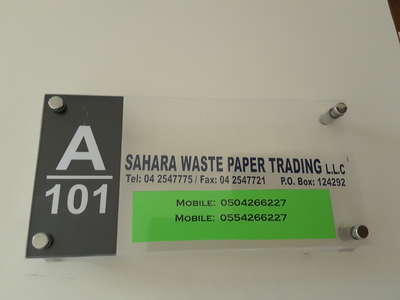 A
101
SAHARA WASTE PAPER TRADING L.L.C
Tel: 04 2547775 / Fax: 04 2547721 P.O. Box: 124292
MOBILE: 0504266227
MOBILE: 0554266227